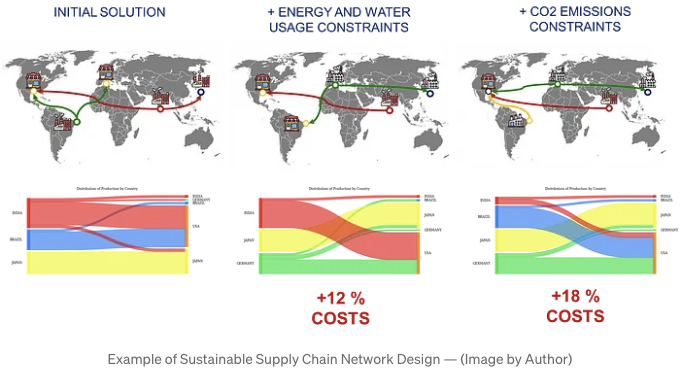 INITIAL SOLUTION
+ ENERGY AND WATER
USAGE CONSTRAINTS
+ CO2 EMISSIONS
CONSTRAINTS
Distribution of Production by Country
INDIA
BRAZIL
JAPAN
INDIA
GERMANY
BRAZIL
USA
JAPAN
Distribution of Production by Country
INDIA
JAPAN
GERMANY
INDIA
BRAZIL
JAPAN
GERMANY
USA
Distribution of Production by Country
INDIA
BRAZIL
JAPAN
GERMANY
INDIA
BRAZIL
JAPAN
GERMANY
USA
+12 %
COSTS
+18 %
COSTS
Example of Sustainable Supply Chain Network Design — (Image by Author)